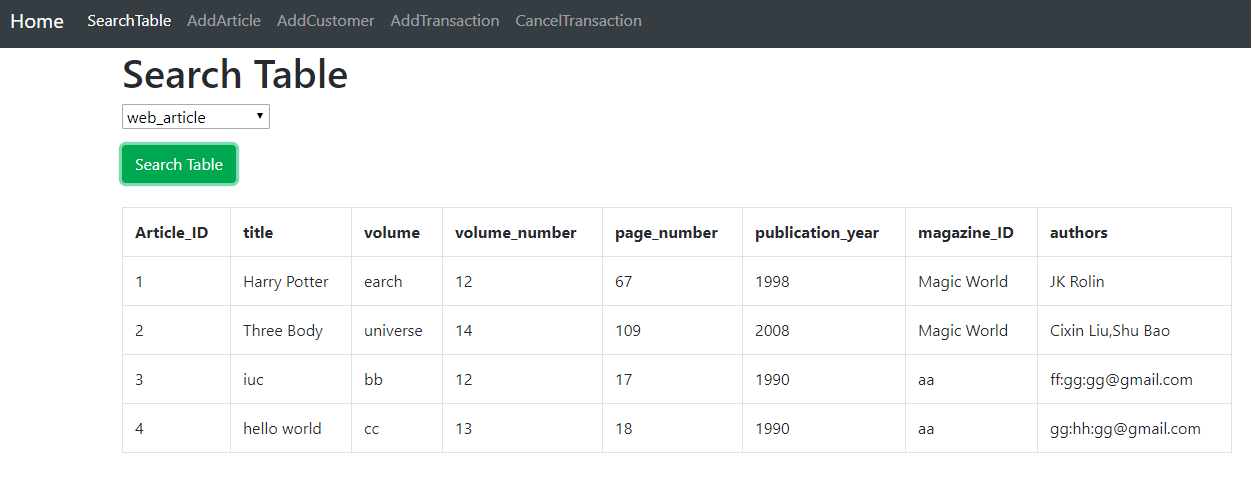 Home SearchTable AddArticle AddCustomer AddTransaction CancelTransaction
Search Table
web_article
Search Table
Article_ID title volume volume_number page_number publication_year magazine_ID authors
1 Harry Potter earch 12 67 1998 Magic World JK Rolin
2 Three Body universe 14 109 2008 Magic World Cixin Liu,Shu Bao
3 iuc bb 12 17 1990 aa ff:gg:gg@gmail.com
4 hello world cc 13 18 1990 aa gg:hh:gg@gmail.com